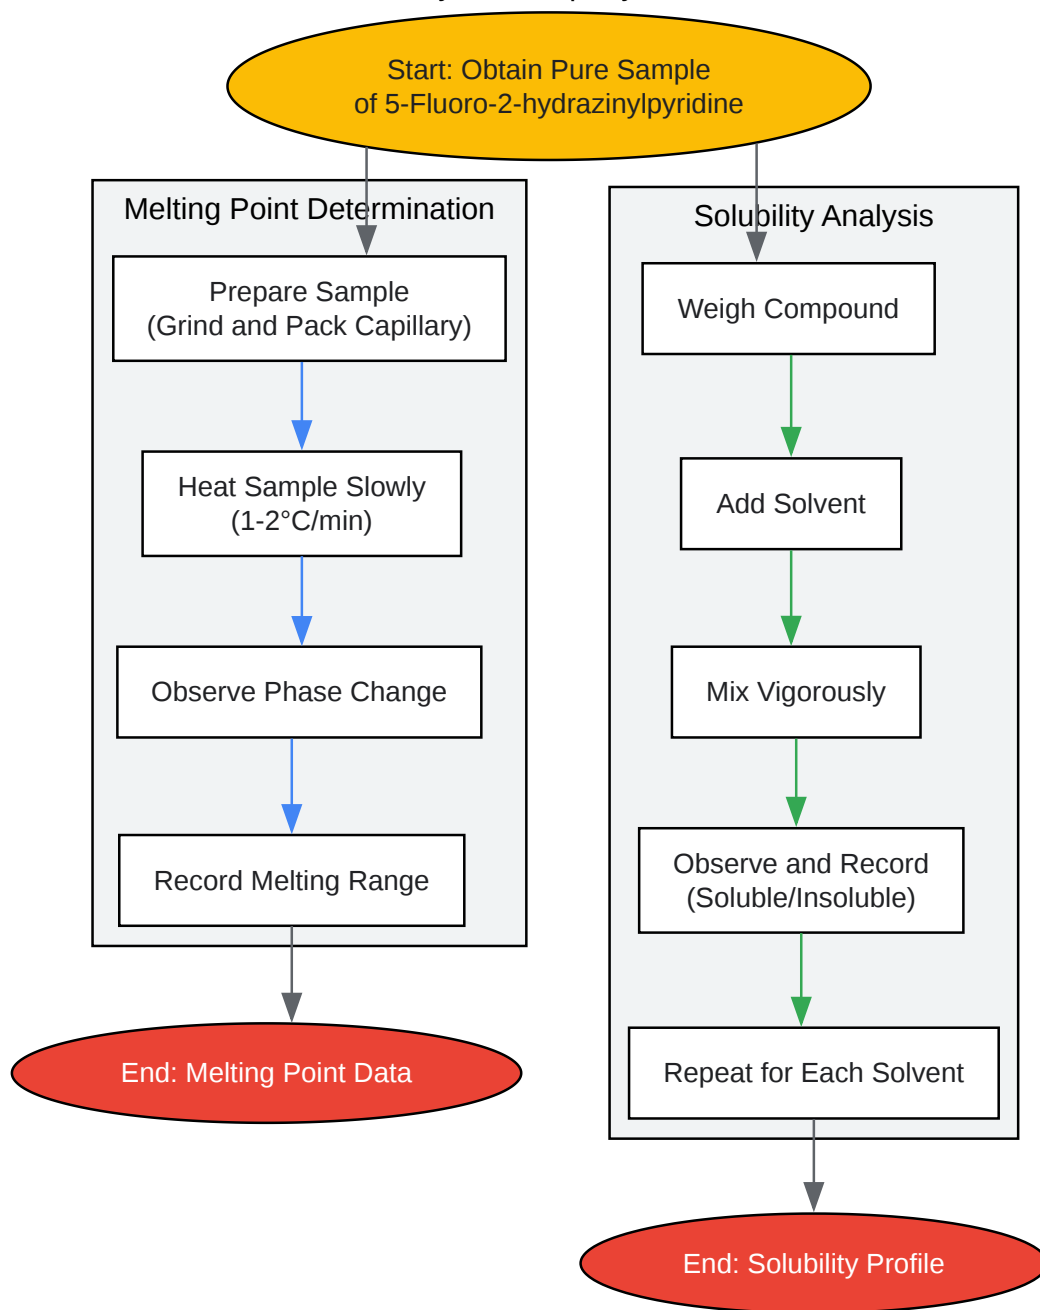 Start: Obtain Pure Sample
of 5-Fluoro-2-hydrazinylpyridine
Melting Point Determination
Prepare Sample
(Grind and Pack Capillary)
Heat Sample Slowly
(1-2°C/min)
Observe Phase Change
Record Melting Range
End: Melting Point Data
Solubility Analysis
Weigh Compound
Add Solvent
Mix Vigorously
Observe and Record
(Soluble/Insoluble)
Repeat for Each Solvent
End: Solubility Profile